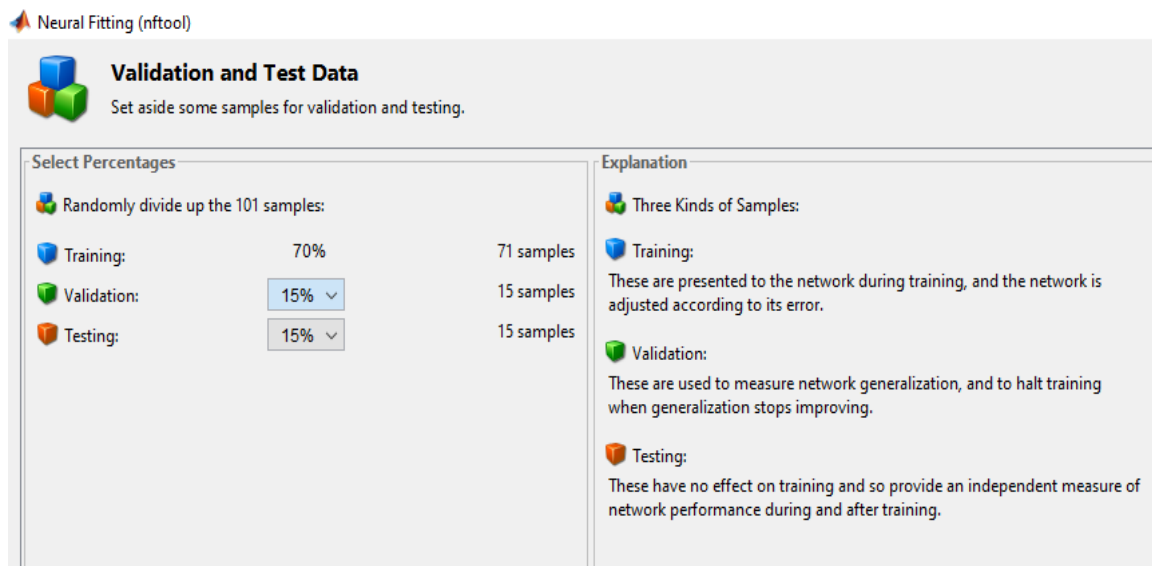 Neural Fitting (nftool)
Validation and Test Data
Set aside some samples for validation and testing.
Select Percentages
Randomly divide up the 101 samples:
Training: 70% 71 samples
Validation: 15% 15 samples
Testing: 15% 15 samples
Explanation
Three Kinds of Samples:
Training:
These are presented to the network during training, and the network is
adjusted according to its error.
Validation:
These are used to measure network generalization, and to halt training
when generalization stops improving.
Testing:
These have no effect on training and so provide an independent measure of
network performance during and after training.